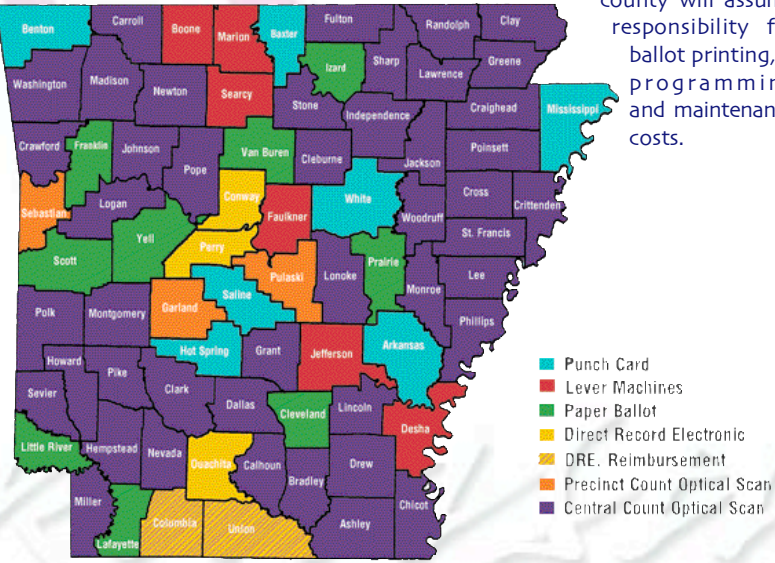 county will assum
responsibility f
ballot printing,
programmin
and maintenan
costs.
Benton
Carroll
Boone
Marion
Baxter
Fulton
Randolph
Clay
Washington
Madison
Newton
Searcy
Izard
Sharp
Lawrence
Greene
Stone
Independence
Craighead
Mississippi
Crawford
Franklin
Johnson
Pope
Van Buren
Cleburne
Jackson
Poinsett
Sebastian
Logan
Conway
Faulkner
White
Woodruff
Cross
Crittenden
St. Francis
Scott
Yell
Perry
Pulaski
Lonoke
Prairie
Monroe
Lee
Phillips
Polk
Montgomery
Garland
Saline
Hot Spring
Grant
Jefferson
Arkansas
Howard
Pike
Clark
Sevier
Dallas
Cleveland
Lincoln
Desha
Little River
Hempstead
Nevada
Ouachita
Calhoun
Bradley
Drew
Chicot
Miller
Lafayette
Columbia
Union
Ashley
Punch Card
Lever Machines
Paper Ballot
Direct Record Electronic
DRE. Reimbursement
Precinct Count Optical Scan
Central Count Optical Scan